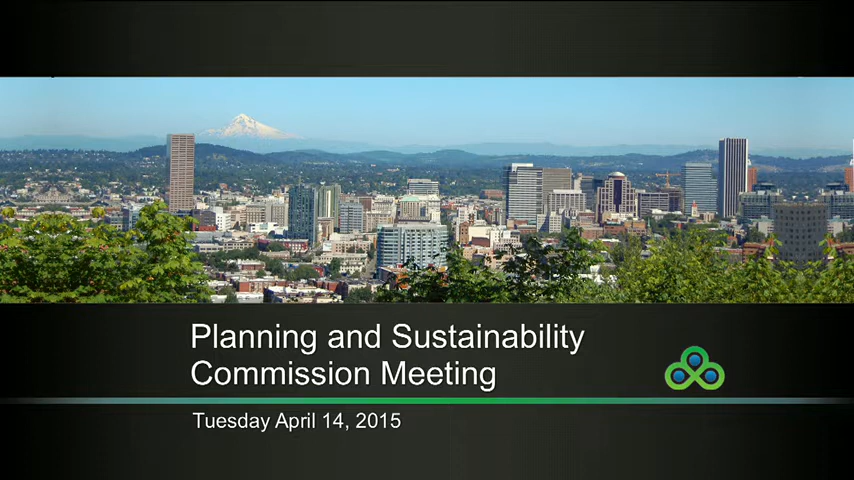 Planning and Sustainability
Commission Meeting
Tuesday April 14, 2015